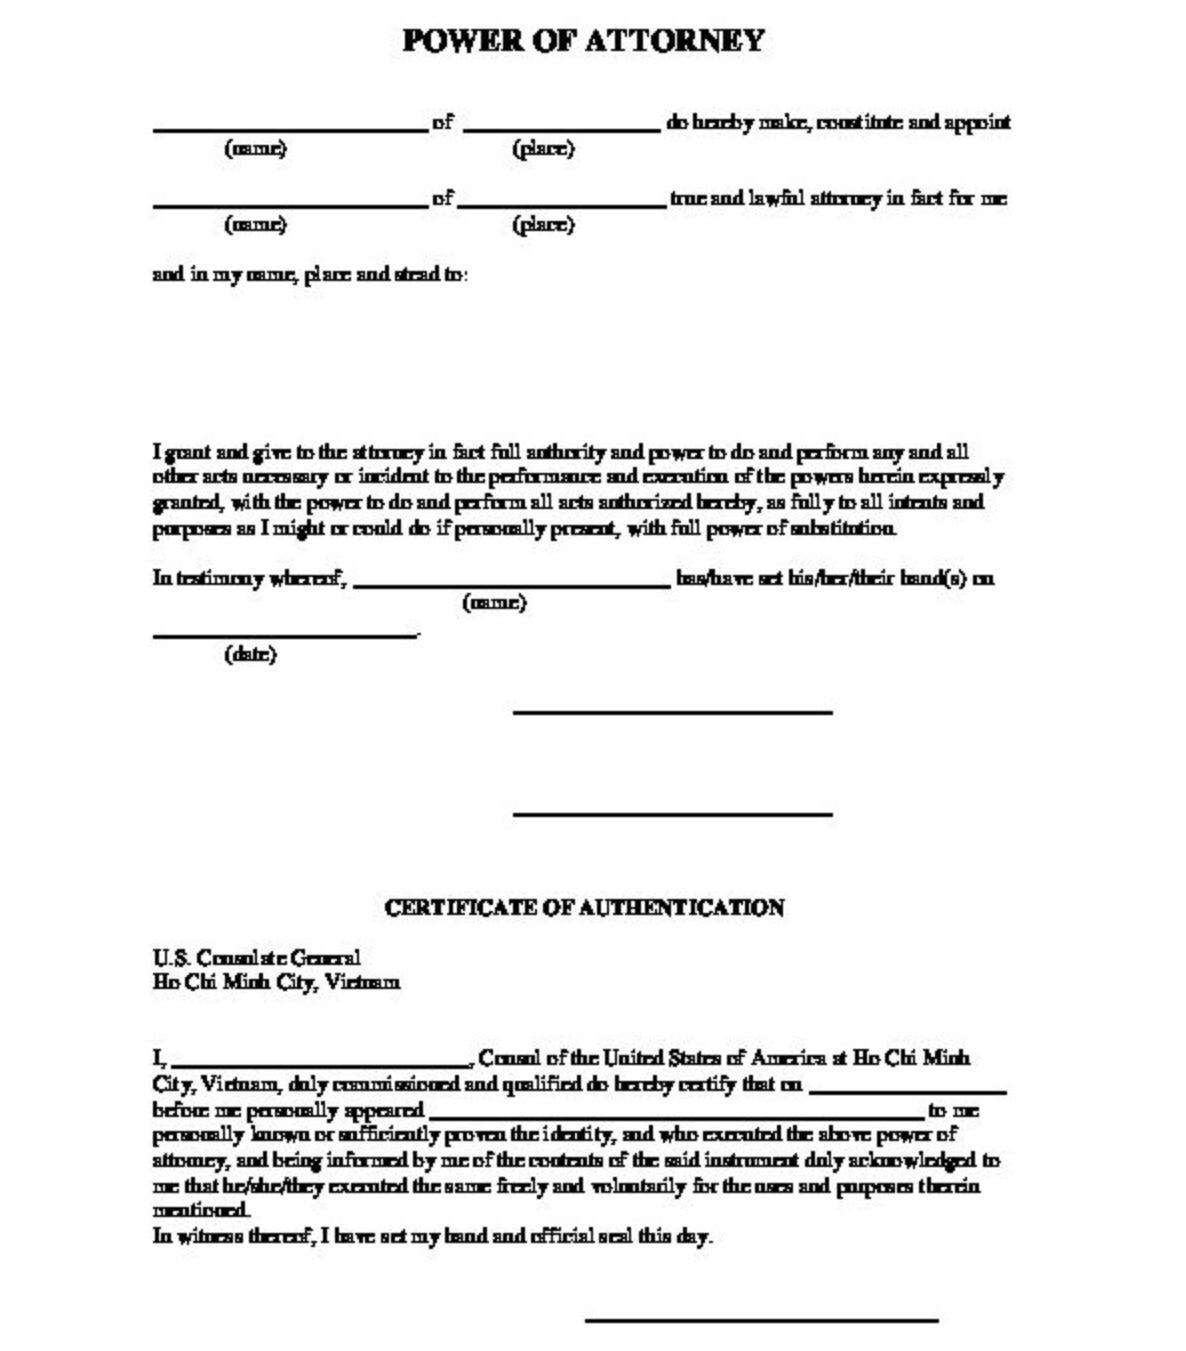 POWER OF ATTORNEY
____________________ of ______________ do hereby make, constitute and appoint
(name) (place)
____________________ of ______________ true and lawful attorney in fact for me
(name) (place)
and in my name, place and stead to:
I grant and give to the attorney in fact full authority and power to do and perform any and all
other acts necessary or incident to the performance and execution of the powers herein expressly
granted, with the power to do and perform all acts authorized hereby, as fully to all intents and
purposes as I might or could do if personally present, with full power of substitution.
In testimony whereof, ______________________ has/have set his/her/their hand(s) on
(name)
__________________.
(date)
CERTIFICATE OF AUTHENTICATION
U.S. Consulate General
Ho Chi Minh City, Vietnam
I, ____________________, Consul of the United States of America at Ho Chi Minh
City, Vietnam, duly commissioned and qualified do hereby certify that on ______________
before me personally appeared __________________________________ to me
personally known or sufficiently proven the identity, and who executed the above power of
attorney, and being informed by me of the contents of the said instrument duly acknowledged to
me that he/she/they executed the same freely and voluntarily for the uses and purposes therein
mentioned.
In witness thereof, I have set my hand and official seal this day.